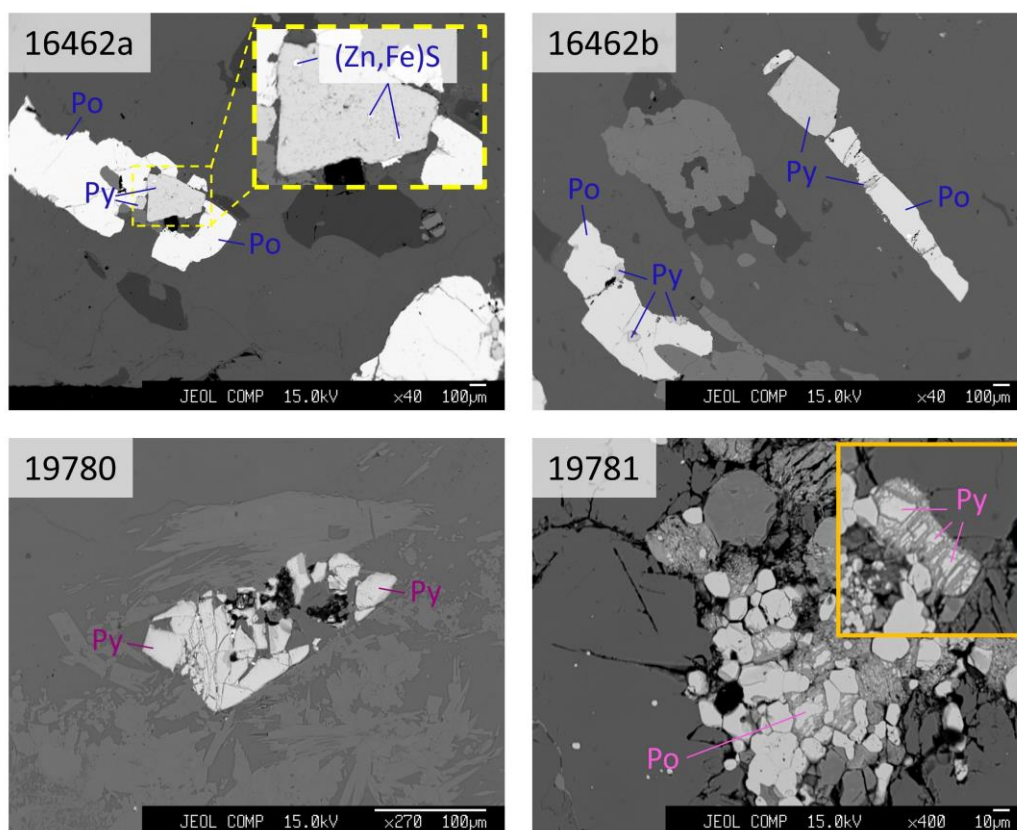 16462a
(Zn,Fe)S
Po
Py
Po
JEOL COMP 15.0kV ×40 100μm
16462b
Py
Po
Po
Py
JEOL COMP 15.0kV ×40 100μm
19780
Py
Py
JEOL COMP 15.0kV ×270 100μm
19781
Py
Po
JEOL COMP 15.0kV ×400 10μm